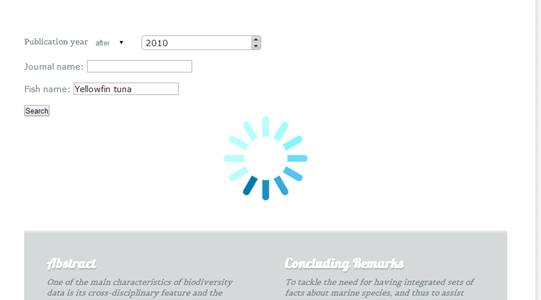 Publication year after 2010
Journal name:
Fish name: Yellowfin tuna
Search
Abstract
One of the main characteristics of biodiversity
data is its cross-disciplinary feature and the
Concluding Remarks
To tackle the need for having integrated sets of
facts about marine species, and thus to assist